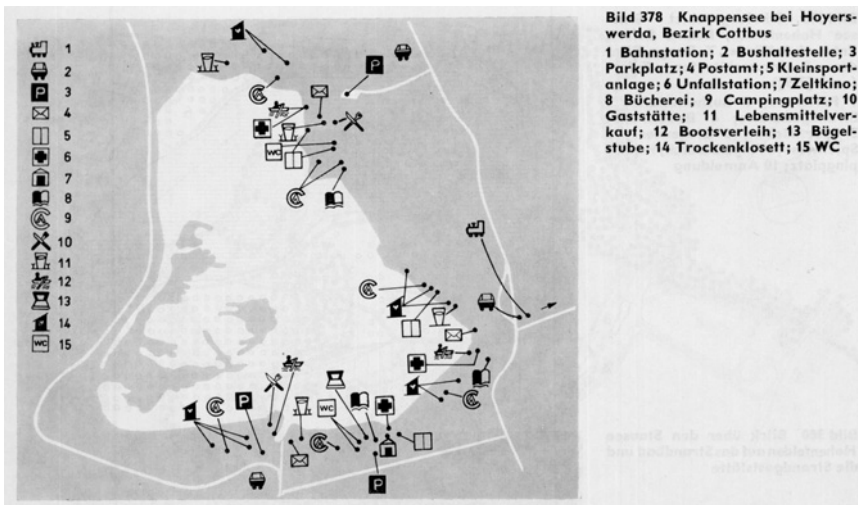 Bild 378 Knappensee bei Hoyers-
werda, Bezirk Cottbus
1 Bahnstation; 2 Bushaltestelle; 3
Parkplatz; 4 Postamt; 5 Kleinsport-
anlage; 6 Unfallstation; 7 Zeltkino;
8 Bücherei; 9 Campingplatz; 10
Gaststätte; 11 Lebensmittelver-
kauf; 12 Bootsverleih; 13 Bügel-
stube; 14 Trockenklosett; 15 WC
1
2
P 3
4
5
6
7
8
9
10
11
12
13
14
WC 15
P
WC
P
WC
P